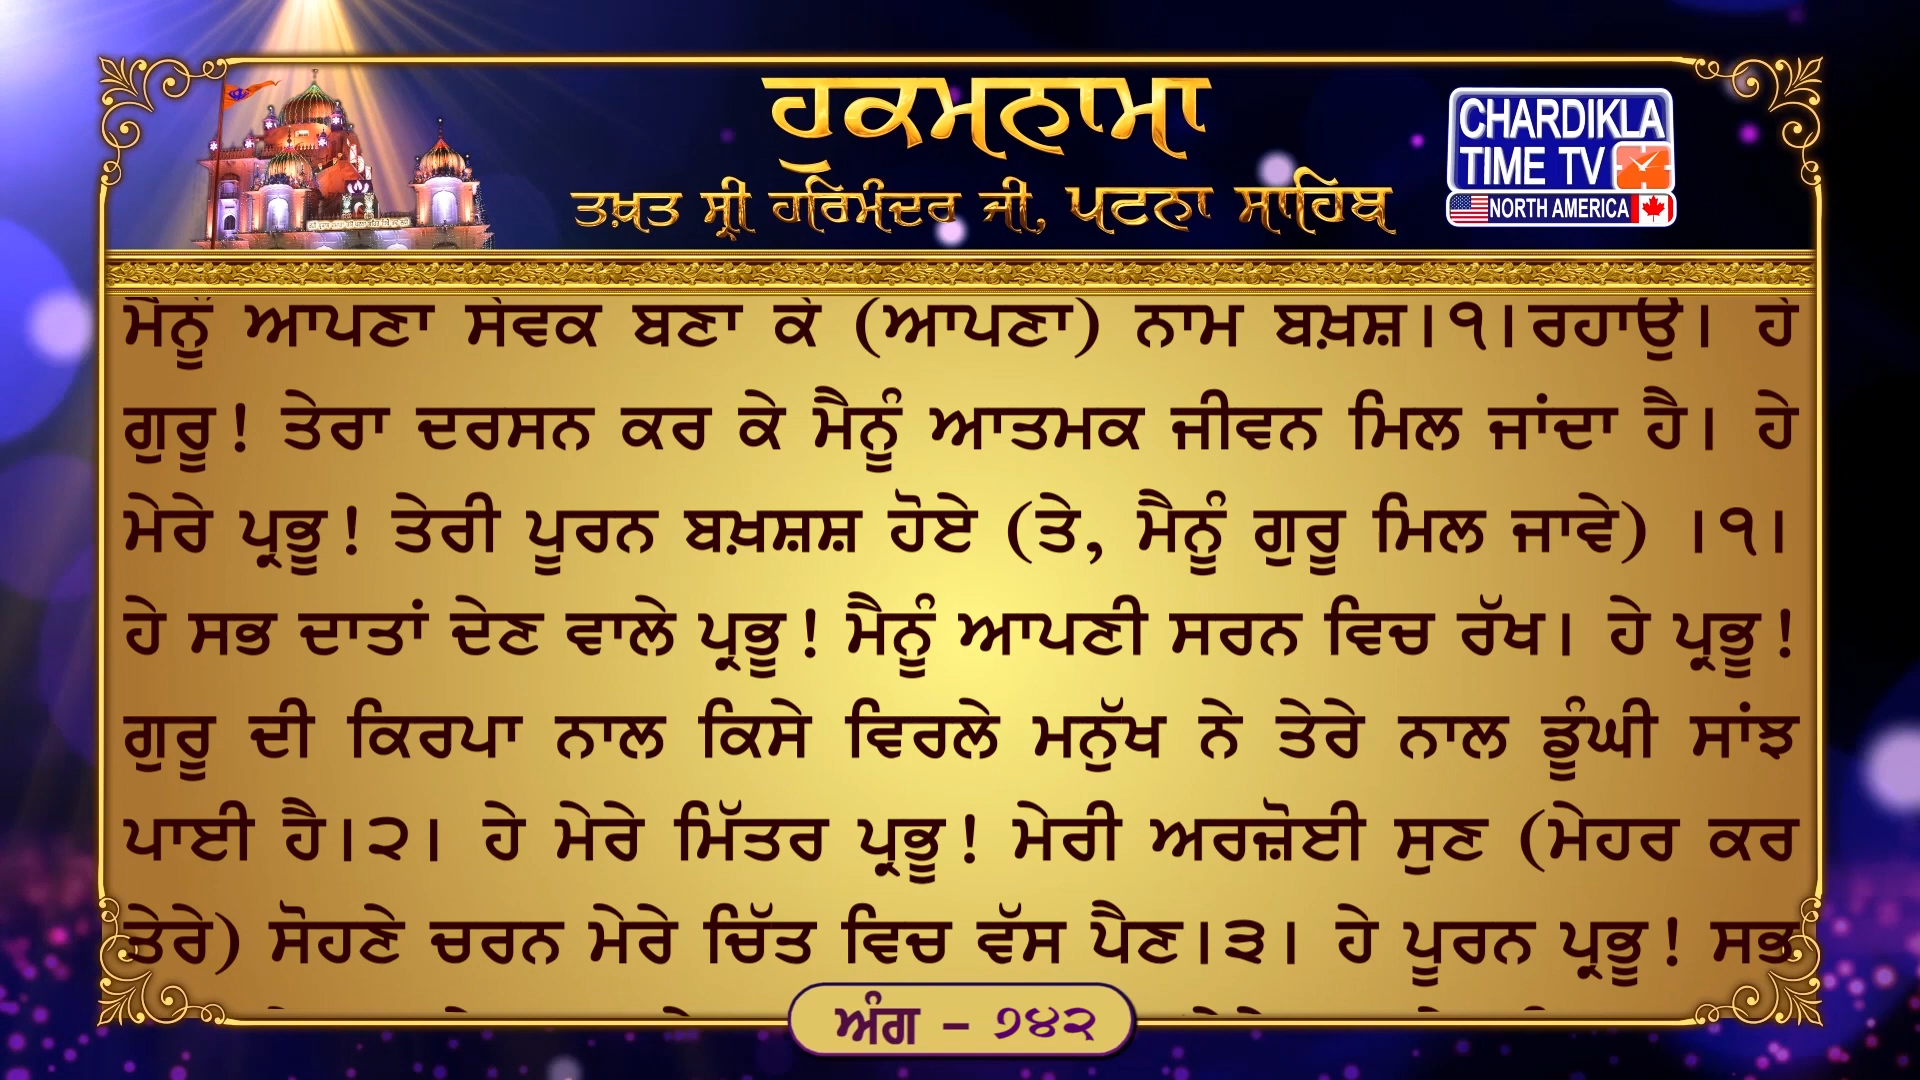 ਹੁਕਮਨਾਮਾ
ਤਖ਼ਤ ਸ੍ਰੀ ਹਰਿਮੰਦਰ ਜੀ, ਪਟਨਾ ਸਾਹਿਬ
CHARDIKLA
TIME TV
NORTH AMERICA
ਮੈਨੂੰ ਆਪਣਾ ਸੇਵਕ ਬਣਾ ਕੇ (ਆਪਣਾ) ਨਾਮ ਬਖ਼ਸ਼।੧।ਰਹਾਉ। ਹੇ
ਗੁਰੂ! ਤੇਰਾ ਦਰਸਨ ਕਰ ਕੇ ਮੈਨੂੰ ਆਤਮਕ ਜੀਵਨ ਮਿਲ ਜਾਂਦਾ ਹੈ। ਹੇ
ਮੇਰੇ ਪ੍ਰਭੂ! ਤੇਰੀ ਪੂਰਨ ਬਖ਼ਸ਼ਸ਼ ਹੋਏ (ਤੇ, ਮੈਨੂੰ ਗੁਰੂ ਮਿਲ ਜਾਵੇ) ।੧।
ਹੇ ਸਭ ਦਾਤਾਂ ਦੇਣ ਵਾਲੇ ਪ੍ਰਭੂ! ਮੈਨੂੰ ਆਪਣੀ ਸਰਨ ਵਿਚ ਰੱਖ। ਹੇ ਪ੍ਰਭੂ!
ਗੁਰੂ ਦੀ ਕਿਰਪਾ ਨਾਲ ਕਿਸੇ ਵਿਰਲੇ ਮਨੁੱਖ ਨੇ ਤੇਰੇ ਨਾਲ ਡੂੰਘੀ ਸਾਂਝ
ਪਾਈ ਹੈ।੨। ਹੇ ਮੇਰੇ ਮਿੱਤਰ ਪ੍ਰਭੂ! ਮੇਰੀ ਅਰਜ਼ੋਈ ਸੁਣ (ਮੇਹਰ ਕਰ
ਤੇਰੇ) ਸੋਹਣੇ ਚਰਨ ਮੇਰੇ ਚਿੱਤ ਵਿਚ ਵੱਸ ਪੈਣ।੩। ਹੇ ਪੂਰਨ ਪ੍ਰਭੂ! ਸਭ
ਅੰਗ - ੭੪੨